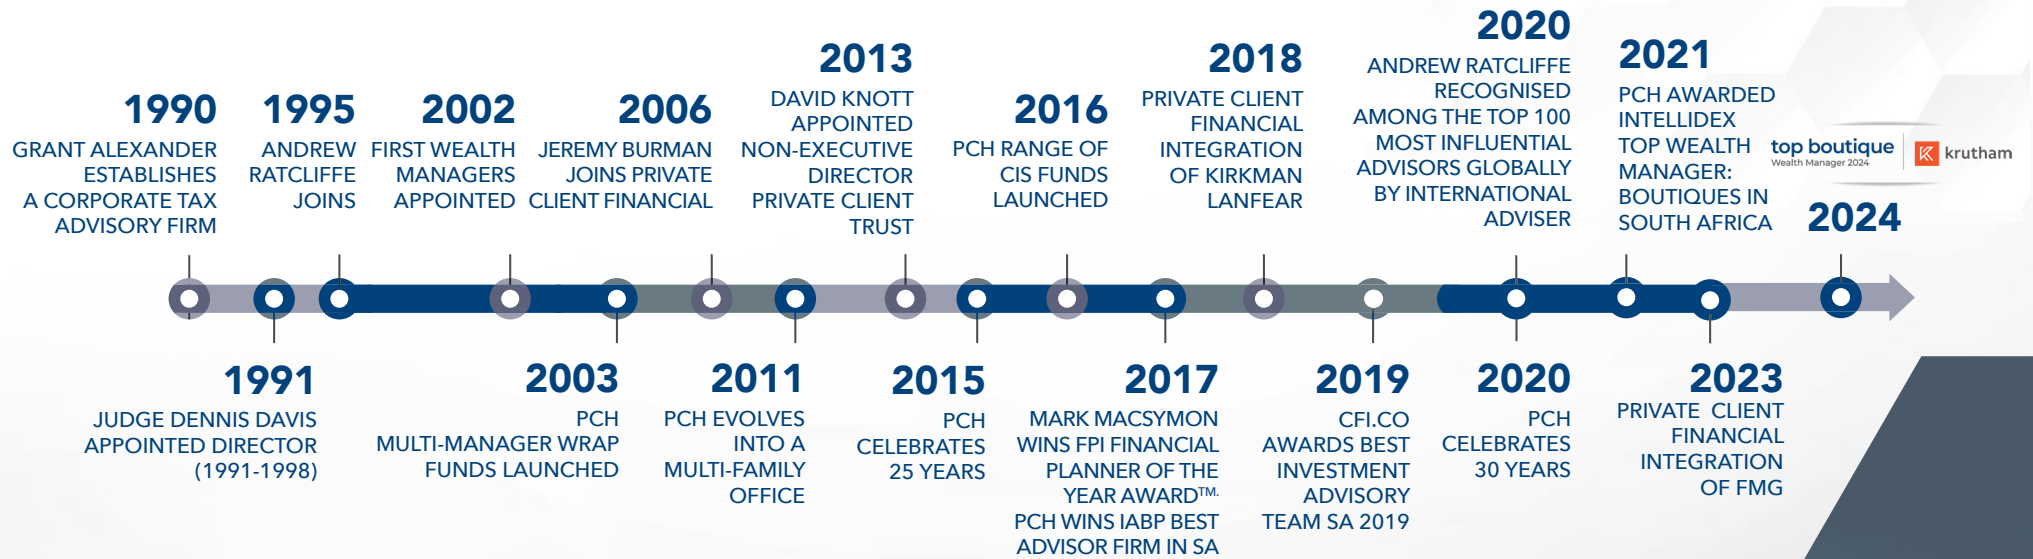 1990
GRANT ALEXANDER
ESTABLISHES
A CORPORATE TAX
ADVISORY FIRM
1991
JUDGE DENNIS DAVIS
APPOINTED DIRECTOR
(1991-1998)
1995
ANDREW
RATCLIFFE
JOINS
2002
FIRST WEALTH
MANAGERS
APPOINTED
2003
PCH
MULTI-MANAGER WRAP
FUNDS LAUNCHED
2006
JEREMY BURMAN
JOINS PRIVATE
CLIENT FINANCIAL
2011
PCH EVOLVES
INTO A
MULTI-FAMILY
OFFICE
2013
DAVID KNOTT
APPOINTED
NON-EXECUTIVE
DIRECTOR
PRIVATE CLIENT
TRUST
2015
PCH
CELEBRATES
25 YEARS
2016
PCH RANGE OF
CIS FUNDS
LAUNCHED
2017
MARK MACSYMON
WINS FPI FINANCIAL
PLANNER OF THE
YEAR AWARD™.
PCH WINS IABP BEST
ADVISOR FIRM IN SA
2018
PRIVATE CLIENT
FINANCIAL
INTEGRATION
OF KIRKMAN
LANFEAR
2019
CFI.CO
AWARDS BEST
INVESTMENT
ADVISORY
TEAM SA 2019
2020
ANDREW RATCLIFFE
RECOGNISED
AMONG THE TOP 100
MOST INFLUENTIAL
ADVISORS GLOBALLY
BY INTERNATIONAL
ADVISER
2020
PCH
CELEBRATES
30 YEARS
2021
PCH AWARDED
INTELLIDEX
TOP WEALTH
MANAGER:
BOUTIQUES IN
SOUTH AFRICA
2023
PRIVATE CLIENT
FINANCIAL
INTEGRATION
OF FMG
top boutique
Wealth Manager 2024
krutham
2024